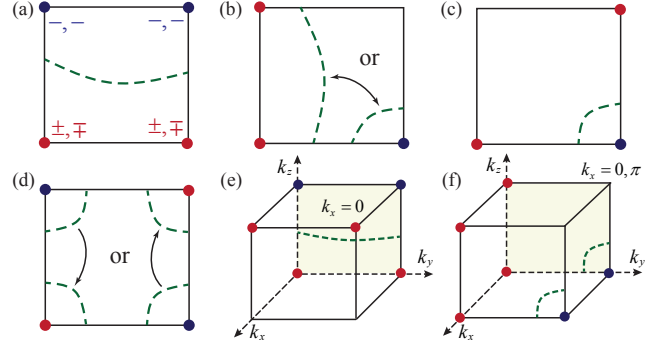 (a)
−, −
−, −
±, ∓
±, ∓
(b)
or
(c)
(d)
or
(e)
k_z
k_x = 0
k_y
k_x
(f)
k_z
k_x = 0, π
k_y
k_x